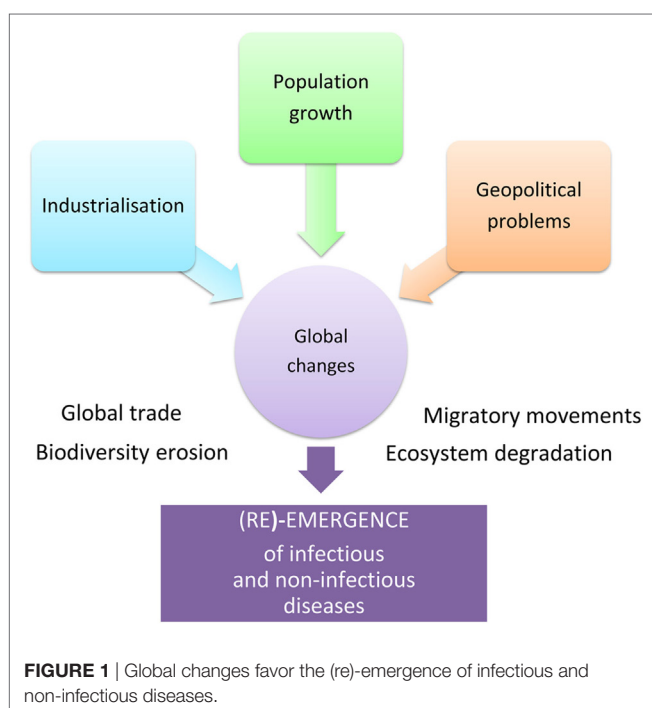 Population
growth
Industrialisation
Geopolitical
problems
Global
changes
Global trade
Biodiversity erosion
Migratory movements
Ecosystem degradation
(RE)-EMERGENCE
of infectious
and non-infectious
diseases
FIGURE 1 | Global changes favor the (re)-emergence of infectious and
non-infectious diseases.